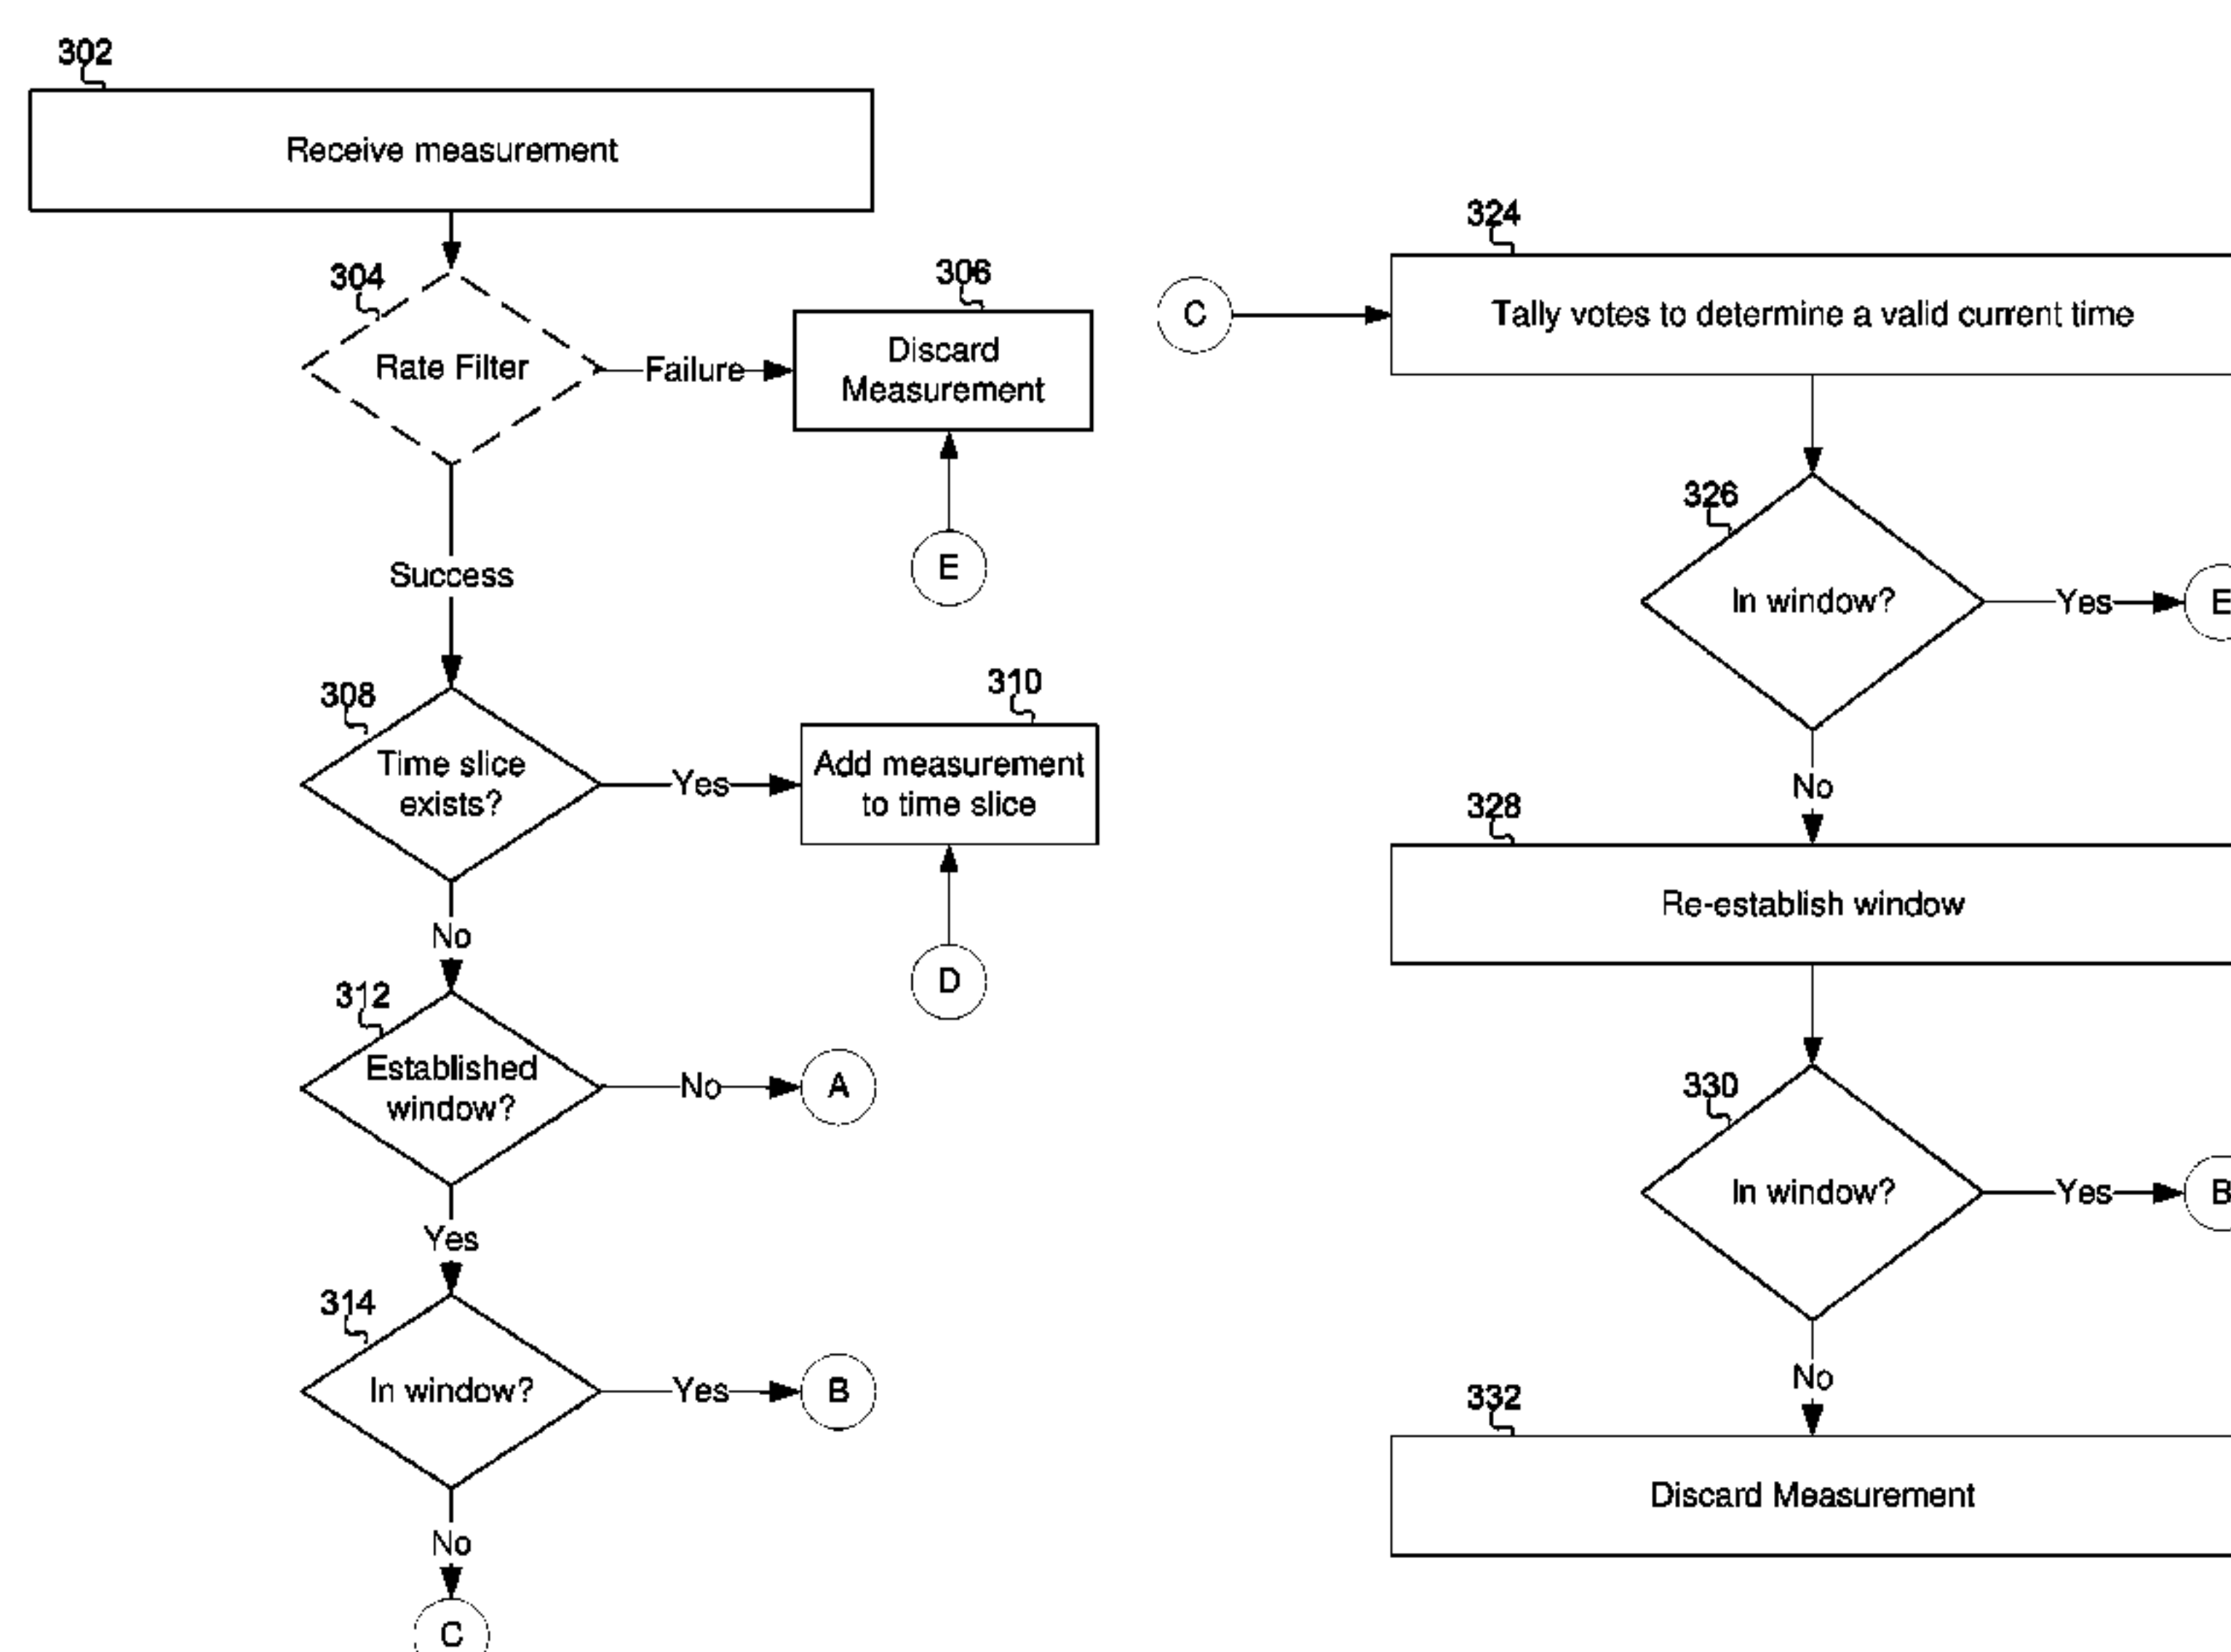 302
Receive measurement
304
Rate Filter
Failure
306
Discard
Measurement
E
Success
308
Time slice
exists?
Yes
310
Add measurement
to time slice
D
No
312
Established
window?
No
A
Yes
314
In window?
Yes
B
No
C
C
324
Tally votes to determine a valid current time
326
In window?
Yes
E
No
328
Re-establish window
330
In window?
Yes
B
No
332
Discard Measurement